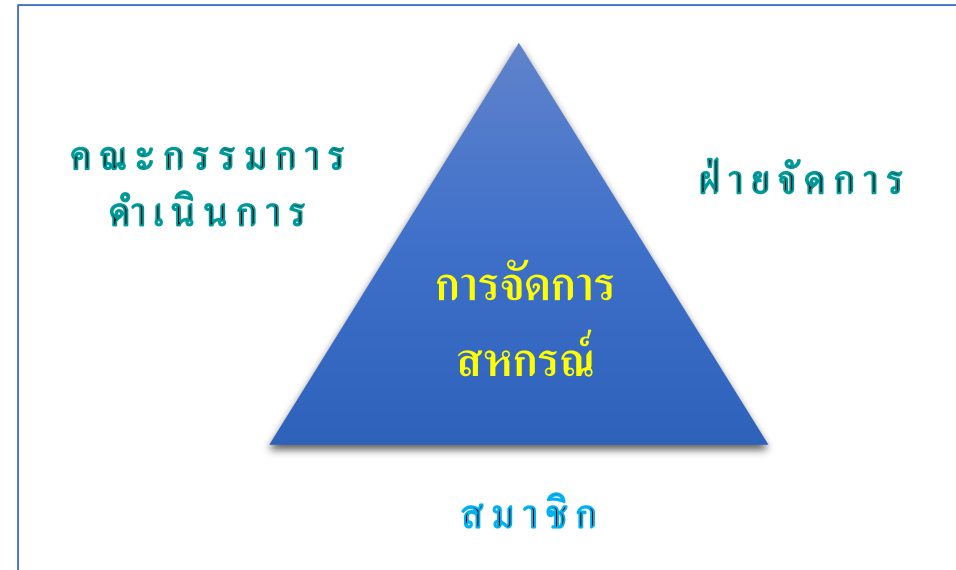 คณะกรรมการ
ดำเนินการ
ฝ่ายจัดการ
การจัดการ
สหกรณ์
สมาชิก